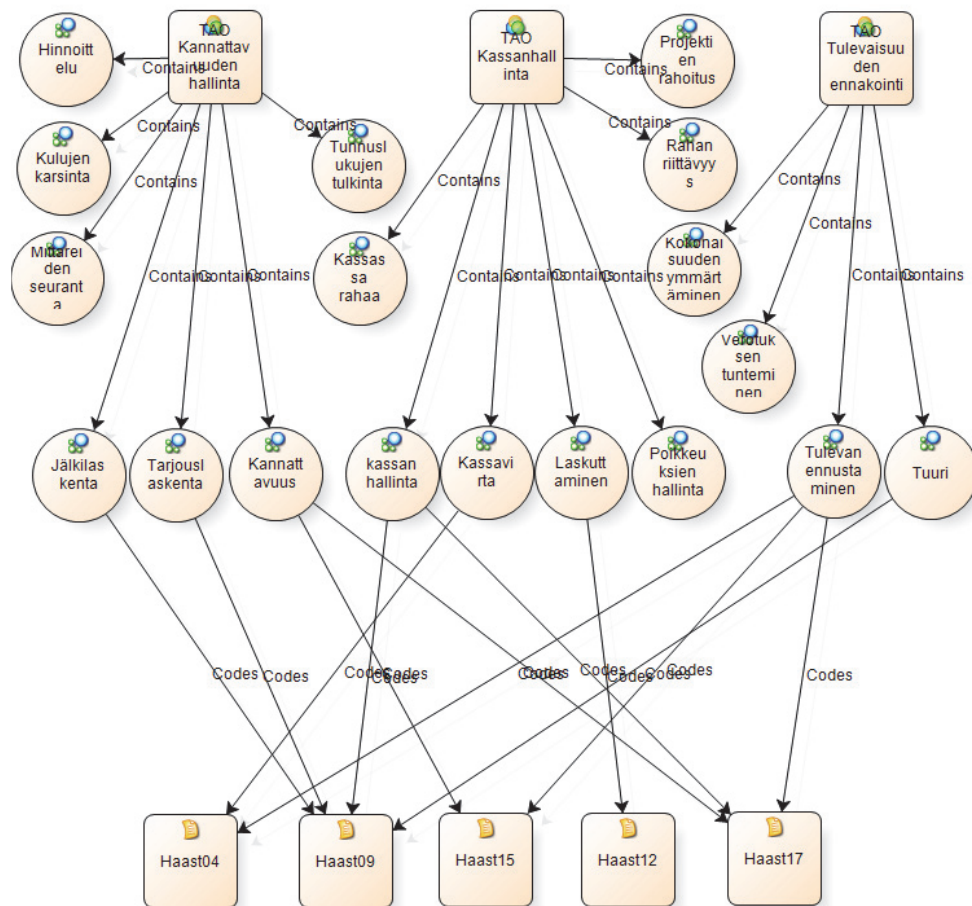 TAO
Kannattav
uuden
hallinta
TAO
Kassanhall
inta
TAO
Tulevaisuu
den
ennakointi
Hinnoitt
elu
Contains
Projekti
en
rahoitus
Contains
Kulujen
karsinta
Contains
Contains
Tunnusl
ukujen
tulkinta
Contains
Rahan
riittävyy
s
Contains
Contains
Contains
Mittarei
den
seurant
a
Kassas
sa
rahaa
Kokonai
suuden
ymmärt
äminen
Contains
Contains
Contains
Contains
Contains
Contains
Contains
Contains
Contains
Contains
Verotuk
sen
tuntemi
nen
Jälkilas
kenta
Tarjousl
askenta
Kannatt
avuus
kassan
hallinta
Kassavi
rta
Laskutt
aminen
Poikkeu
ksien
hallinta
Tulevan
ennusta
minen
Tuuri
Codes
Codes
Codes
Codes
Codes
Codes
Codes
Codes
Codes
Codes
Codes
Codes
Haast04
Haast09
Haast15
Haast12
Haast17